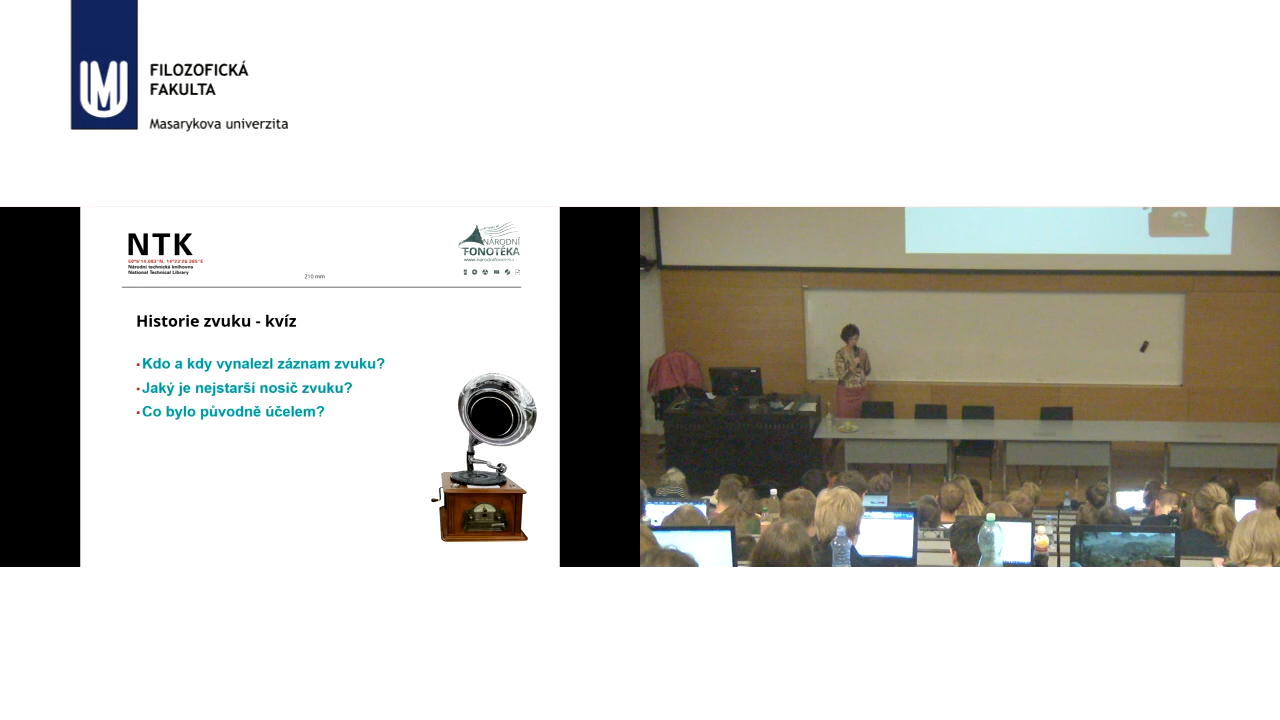 FILOZOFICKÁ
FAKULTA
Masarykova univerzita
NTK
Národní technická knihovna
National Technical Library
NÁRODNÍ
FONOTÉKA
210 mm
Historie zvuku - kvíz
Kdo a kdy vynalezl záznam zvuku?
Jaký je nejstarší nosič zvuku?
Co bylo původně účelem?